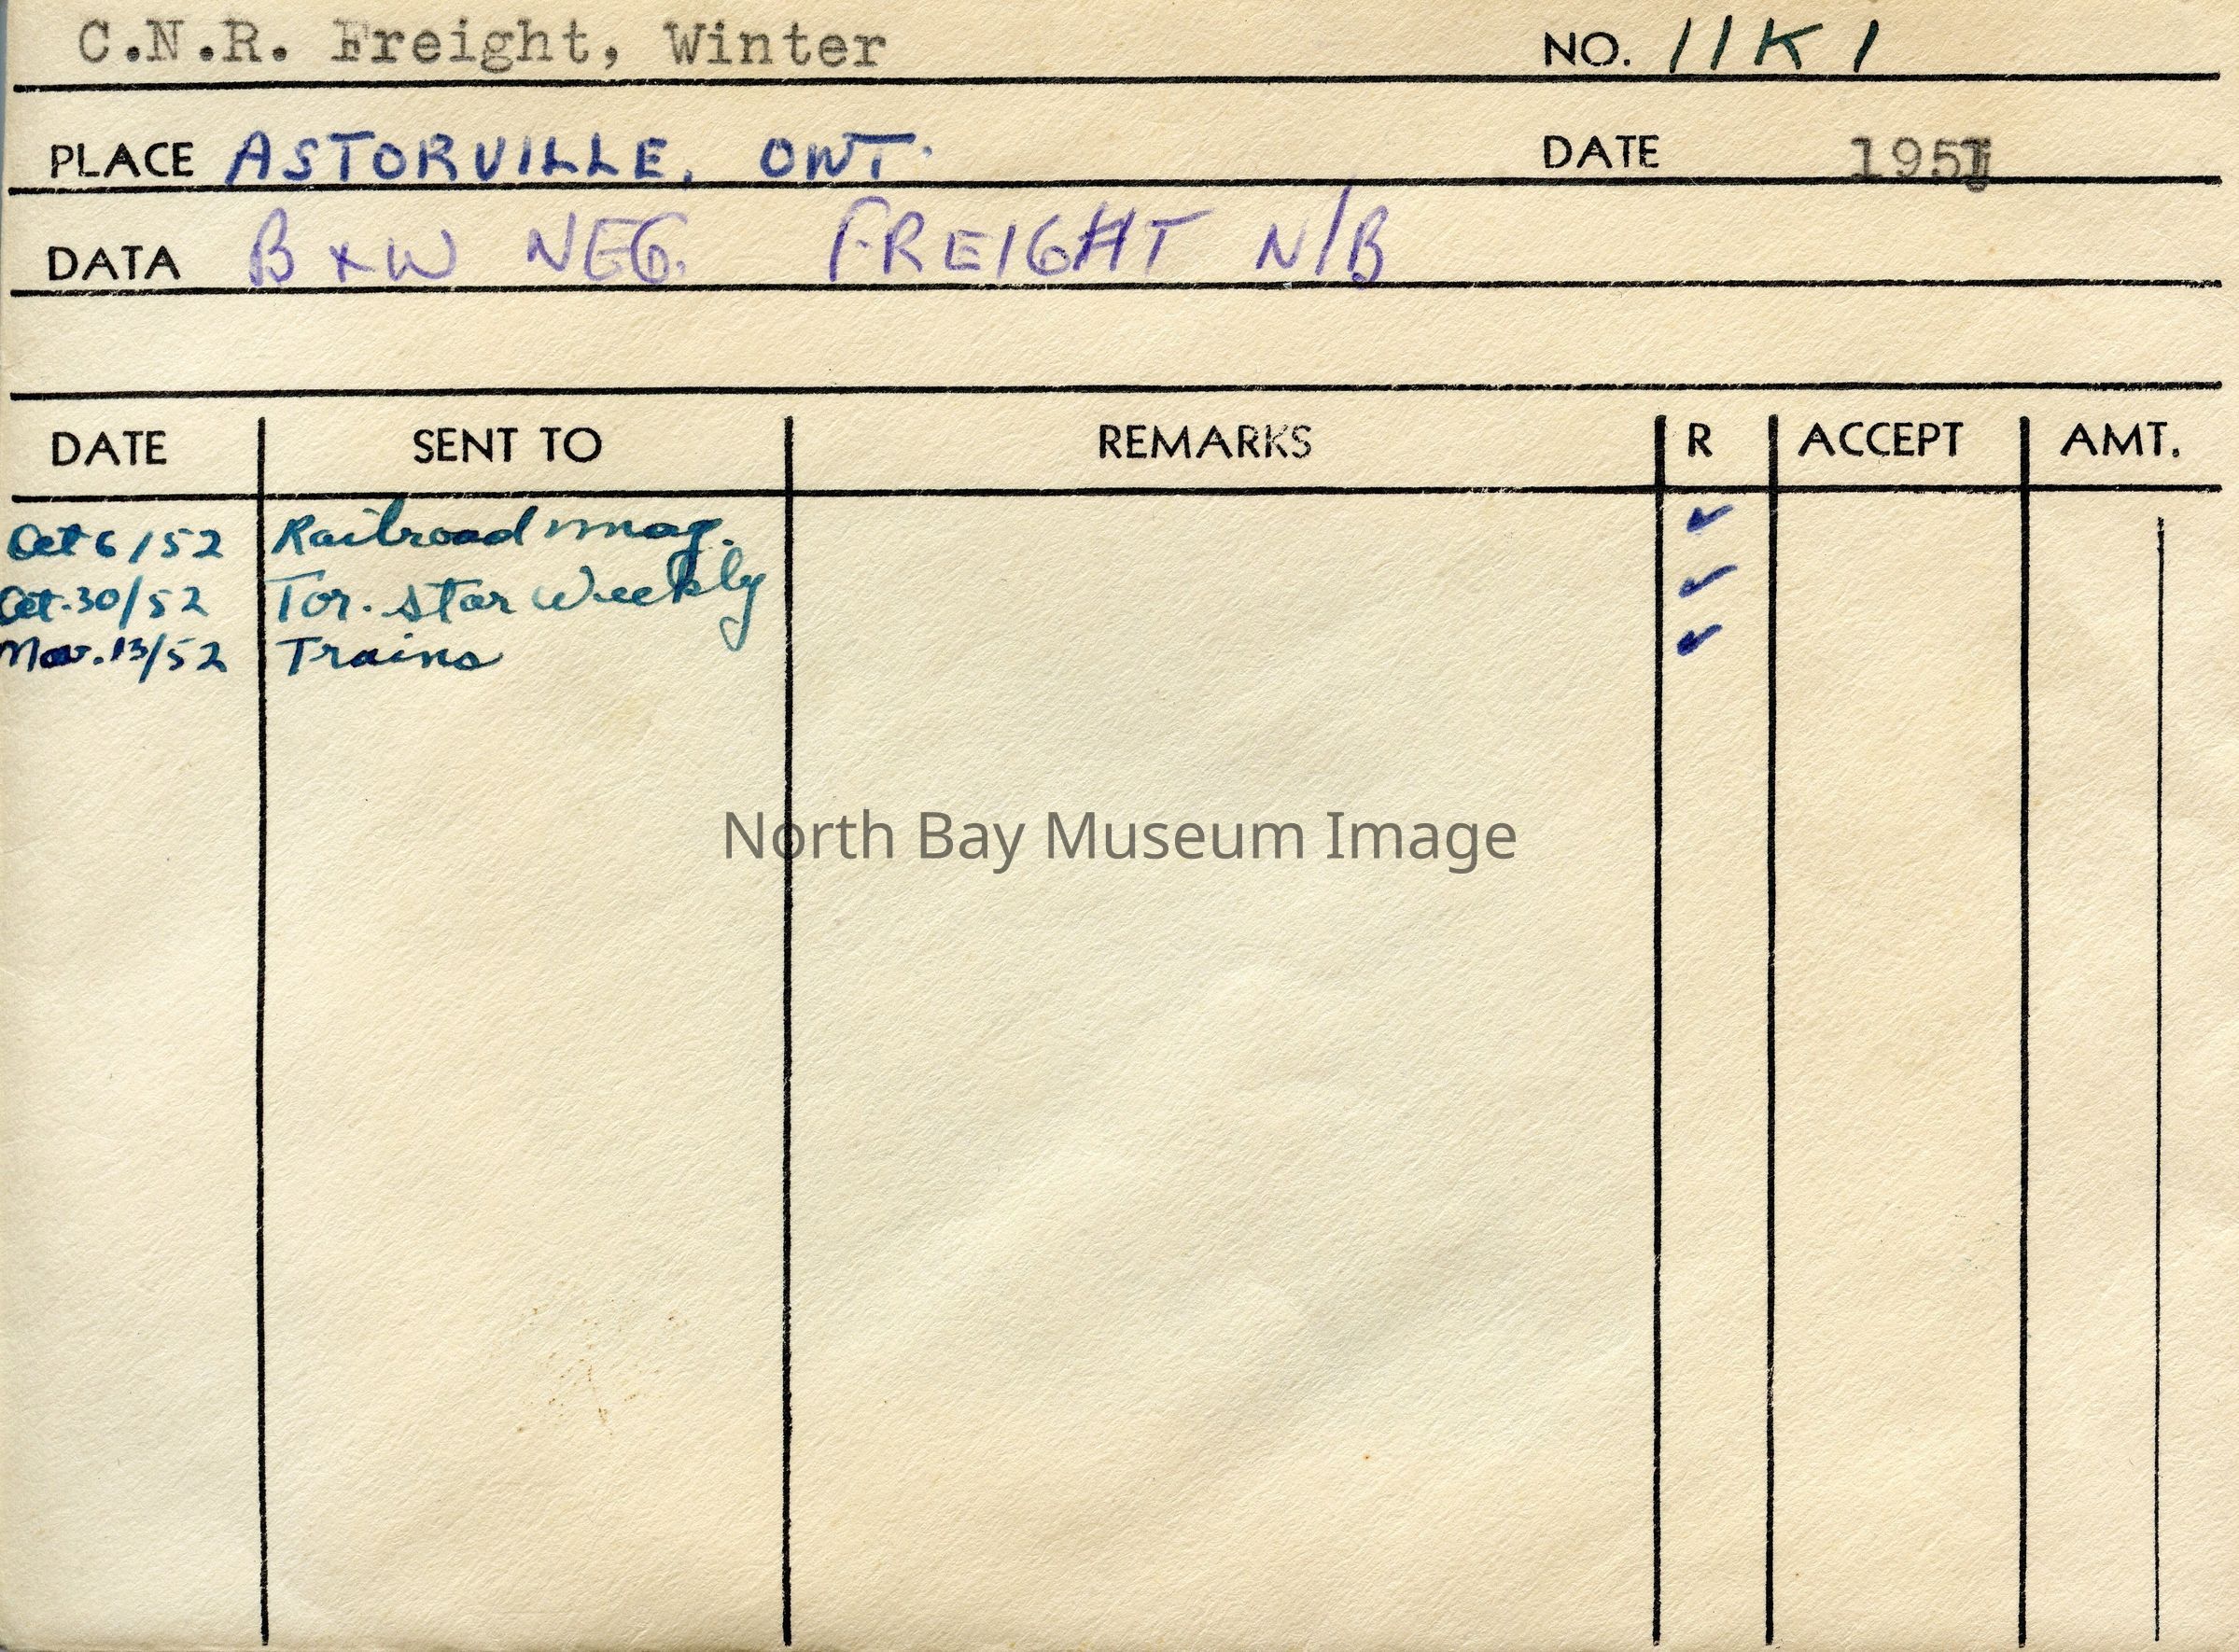 C.N.R. Freight, Winter NO. 11K1
PLACE ASTORVILLE, ONT. DATE 1951
DATA B+W NEG. FREIGHT N/B
DATE SENT TO REMARKS R ACCEPT AMT.
Oct 6/52 Railroad mag. ✓
Oct. 30/52 Tor. Star Weekly ✓
Nov. 13/52 Trains ✓
North Bay Museum Image